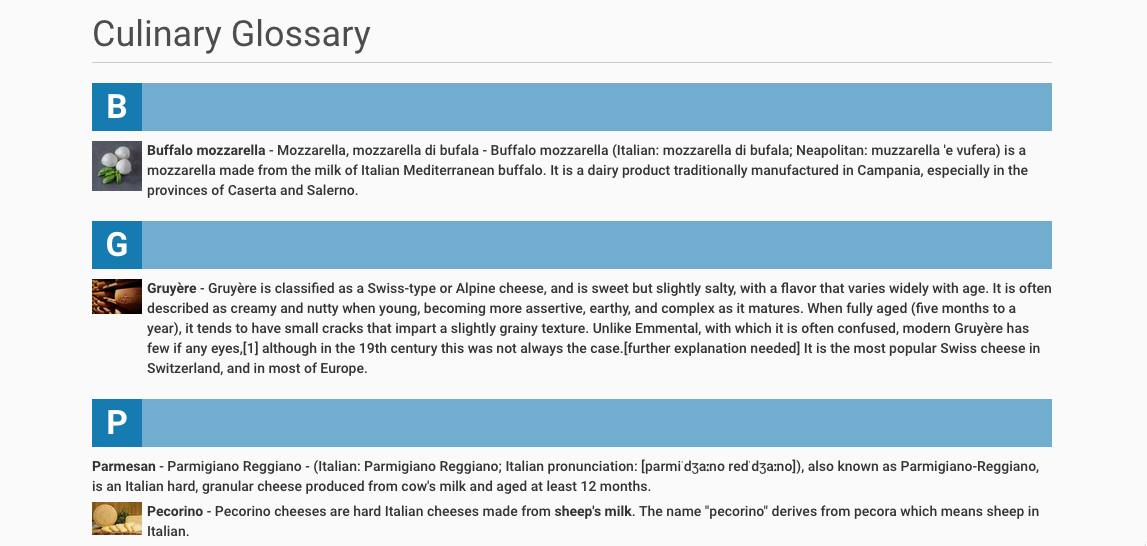 Culinary Glossary
B
Buffalo mozzarella - Mozzarella, mozzarella di bufala - Buffalo mozzarella (Italian: mozzarella di bufala; Neapolitan: muzzarella 'e vufera) is a
mozzarella made from the milk of Italian Mediterranean buffalo. It is a dairy product traditionally manufactured in Campania, especially in the
provinces of Caserta and Salerno.
G
Gruyère - Gruyère is classified as a Swiss-type or Alpine cheese, and is sweet but slightly salty, with a flavor that varies widely with age. It is often
described as creamy and nutty when young, becoming more assertive, earthy, and complex as it matures. When fully aged (five months to a
year), it tends to have small cracks that impart a slightly grainy texture. Unlike Emmental, with which it is often confused, modern Gruyère has
few if any eyes,[1] although in the 19th century this was not always the case.[further explanation needed] It is the most popular Swiss cheese in
Switzerland, and in most of Europe.
P
Parmesan - Parmigiano Reggiano - (Italian: Parmigiano Reggiano; Italian pronunciation: [parmiˈdʒaːno redˈdʒaːno]), also known as Parmigiano-Reggiano,
is an Italian hard, granular cheese produced from cow's milk and aged at least 12 months.
Pecorino - Pecorino cheeses are hard Italian cheeses made from sheep's milk. The name "pecorino" derives from pecora which means sheep in
Italian.